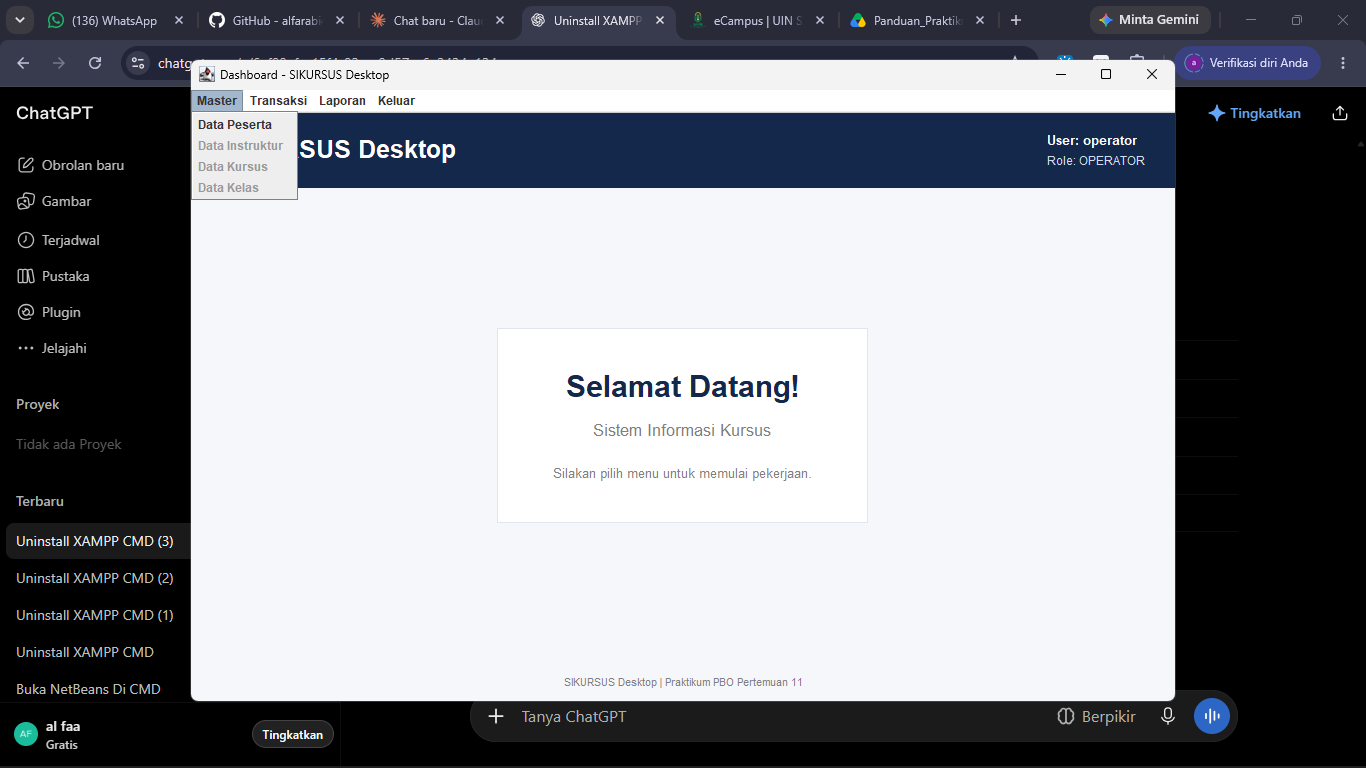 (136) WhatsApp
GitHub - alfarabi
Chat baru - Clau
Uninstall XAMPP
eCampus | UIN S
Panduan_Praktik
Minta Gemini
Verifikasi diri Anda
Dashboard - SIKURSUS Desktop
Master Transaksi Laporan Keluar
Data Peserta
Data Instruktur
Data Kursus
Data Kelas
SUS Desktop
User: operator
Role: OPERATOR
Selamat Datang!
Sistem Informasi Kursus
Silakan pilih menu untuk memulai pekerjaan.
SIKURSUS Desktop | Praktikum PBO Pertemuan 11
ChatGPT
Tingkatkan
Obrolan baru
Gambar
Terjadwal
Pustaka
Plugin
Jelajahi
Proyek
Tidak ada Proyek
Terbaru
Uninstall XAMPP CMD (3)
Uninstall XAMPP CMD (2)
Uninstall XAMPP CMD (1)
Uninstall XAMPP CMD
Buka NetBeans Di CMD
AF
al faa
Gratis
Tingkatkan
Tanya ChatGPT
Berpikir